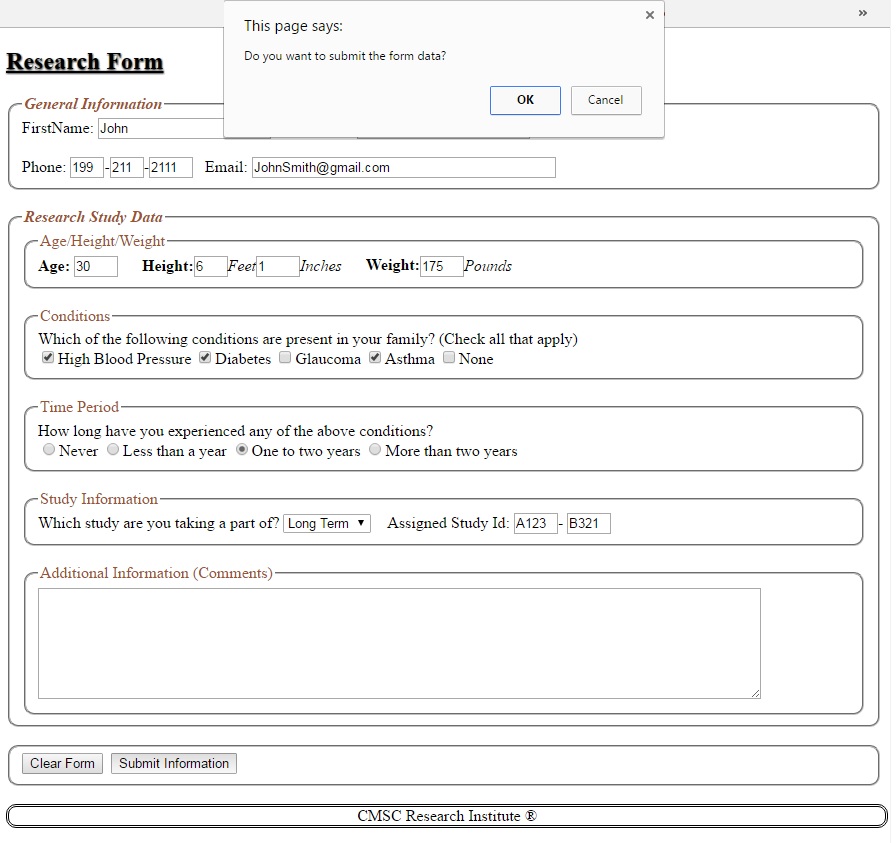 »
This page says:
Do you want to submit the form data?
OK Cancel
Research Form
General Information
FirstName: John
Phone: 199 -211 -2111 Email: JohnSmith@gmail.com
Research Study Data
Age/Height/Weight
Age: 30 Height: 6 Feet 1 Inches Weight: 175 Pounds
Conditions
Which of the following conditions are present in your family? (Check all that apply)
High Blood Pressure Diabetes Glaucoma Asthma None
Time Period
How long have you experienced any of the above conditions?
Never Less than a year One to two years More than two years
Study Information
Which study are you taking a part of? Long Term Assigned Study Id: A123 - B321
Additional Information (Comments)
Clear Form Submit Information
CMSC Research Institute ®